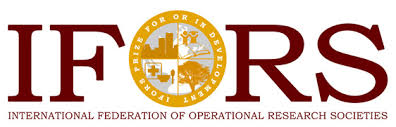 IFORS
IFORS PRIZE FOR OR IN DEVELOPMENT
INTERNATIONAL FEDERATION OF OPERATIONAL RESEARCH SOCIETIES